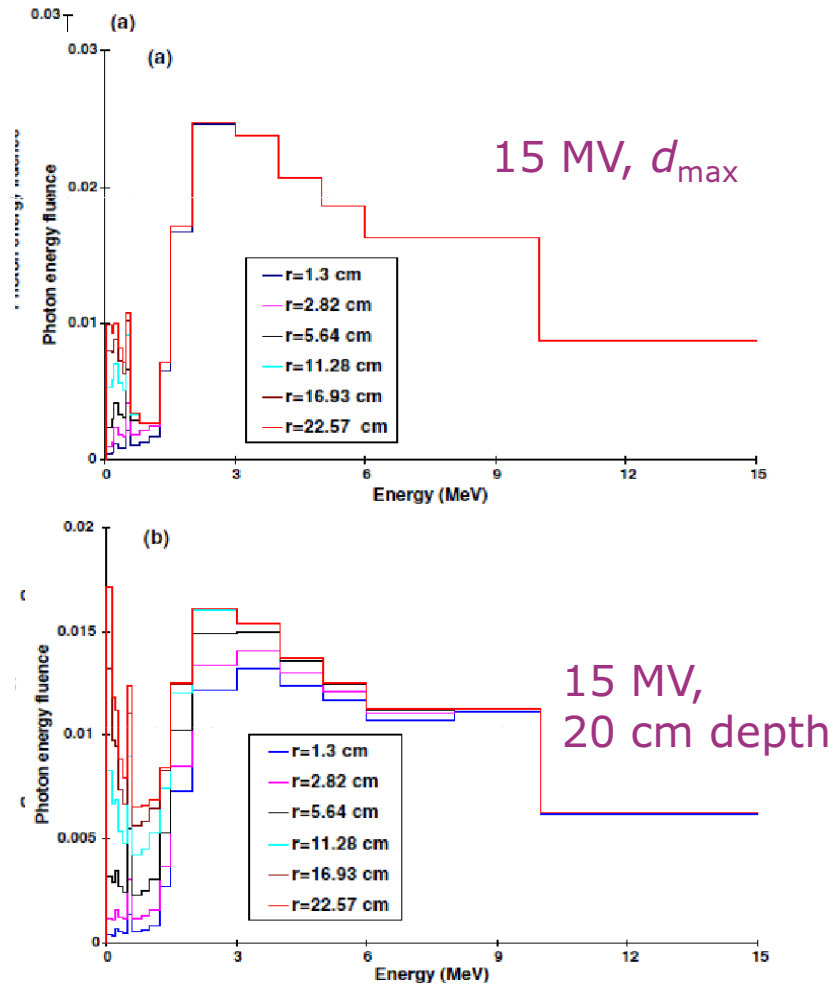 0.03
(a)
0.03
(a)
Photon energy fluence
Photon energy fluence
0.02
0.01
0
15 MV, dmax
r=1.3 cm
r=2.82 cm
r=5.64 cm
r=11.28 cm
r=16.93 cm
r=22.57 cm
0 3 6 9 12 15
Energy (MeV)
0.02
(b)
Photon energy fluence
0.015
0.01
0.005
0
15 MV,
20 cm depth
r=1.3 cm
r=2.82 cm
r=5.64 cm
r=11.28 cm
r=16.93 cm
r=22.57 cm
0 3 6 9 12 15
Energy (MeV)